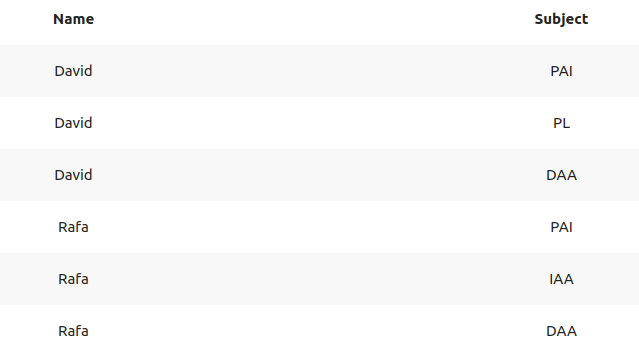 Name Subject
David PAI
David PL
David DAA
Rafa PAI
Rafa IAA
Rafa DAA